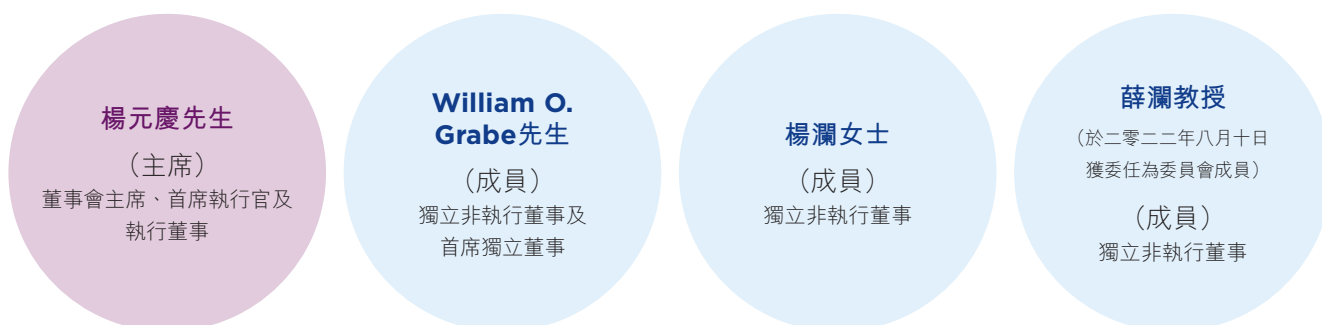 楊元慶先生
（主席）
董事會主席、首席執行官及
執行董事
William O.
Grabe先生
（成員）
獨立非執行董事及
首席獨立董事
楊瀾女士
（成員）
獨立非執行董事
薛瀾教授
（於二零二二年八月十日
獲委任為委員會成員）
（成員）
獨立非執行董事